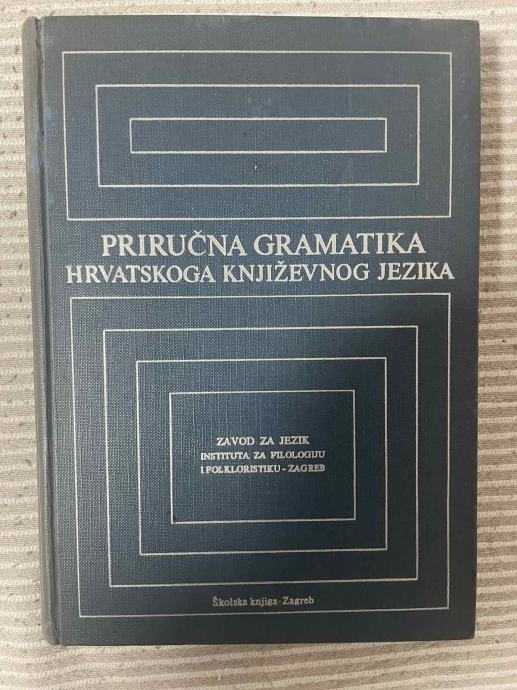 PRIRUČNA GRAMATIKA
HRVATSKOGA KNJIŽEVNOG JEZIKA
ZAVOD ZA JEZIK
INSTITUTA ZA FILOLOGIJU
I FOLKLORISTIKU - ZAGREB
Školska knjiga - Zagreb